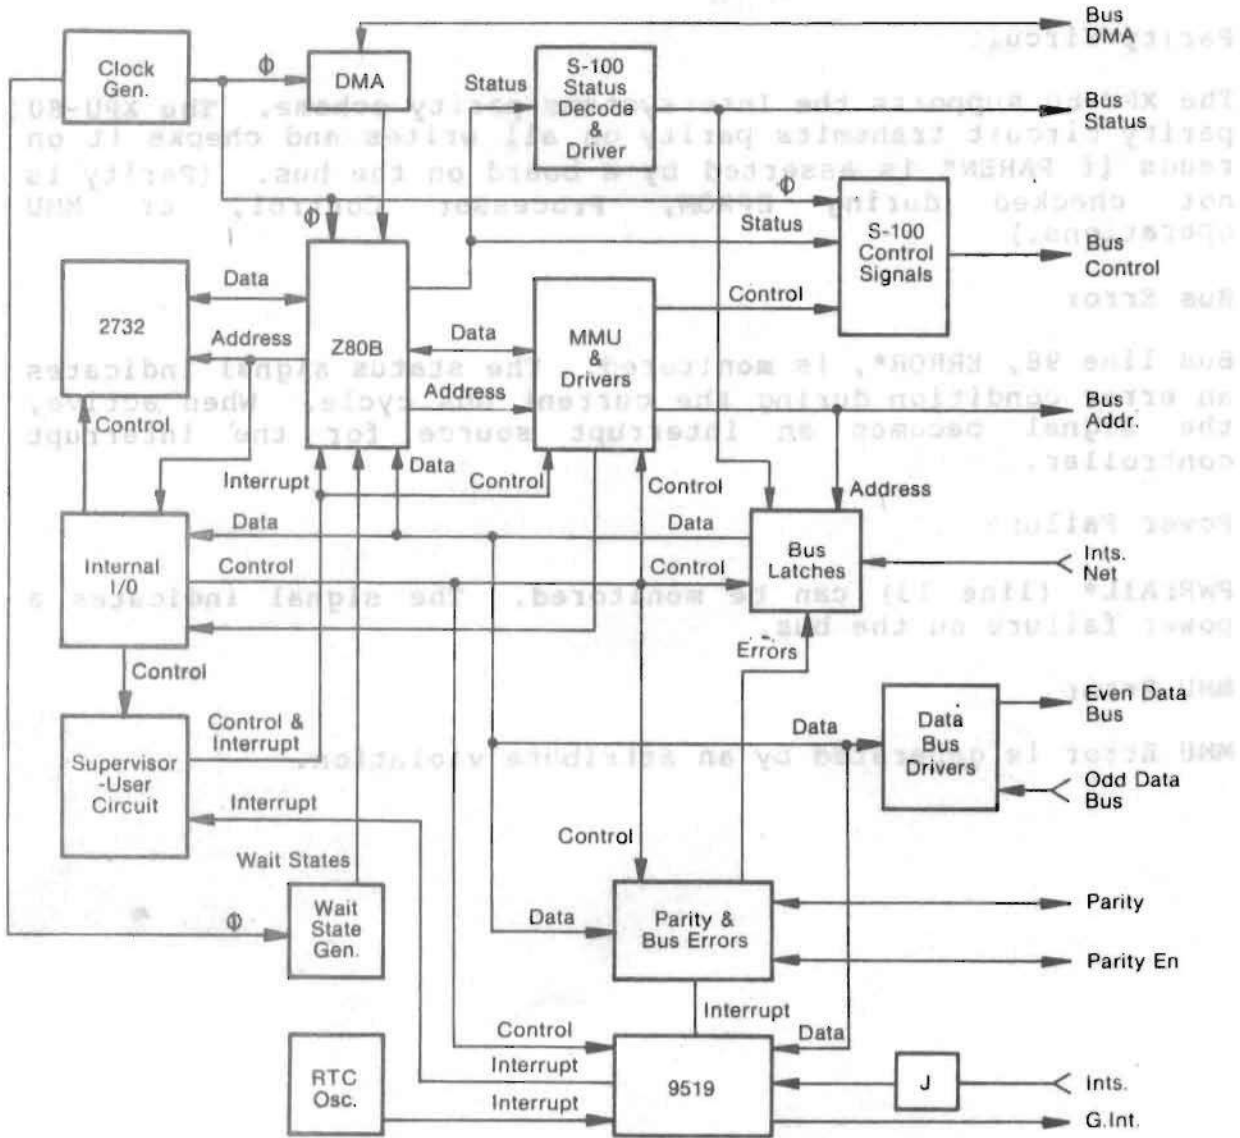 Bus
DMA
Clock
Gen.
Φ
DMA
Status
S-100
Status
Decode
&
Driver
Bus
Status
Φ
Φ
Status
S-100
Control
Signals
Bus
Control
Control
2732
Data
Address
Z80B
Data
Address
MMU
&
Drivers
Bus
Addr.
Control
Interrupt
Data
Control
Control
Address
Internal
I/O
Data
Control
Data
Control
Bus
Latches
Ints.
Net
Errors
Control
Supervisor
-User
Circuit
Control &
Interrupt
Interrupt
Data
Data
Bus
Drivers
Even Data
Bus
Odd Data
Bus
Wait States
Control
Φ
Wait
State
Gen.
Data
Parity &
Bus Errors
Parity
Parity En
Interrupt
RTC
Osc.
Control
Interrupt
Interrupt
9519
Data
J
Ints.
G.Int.